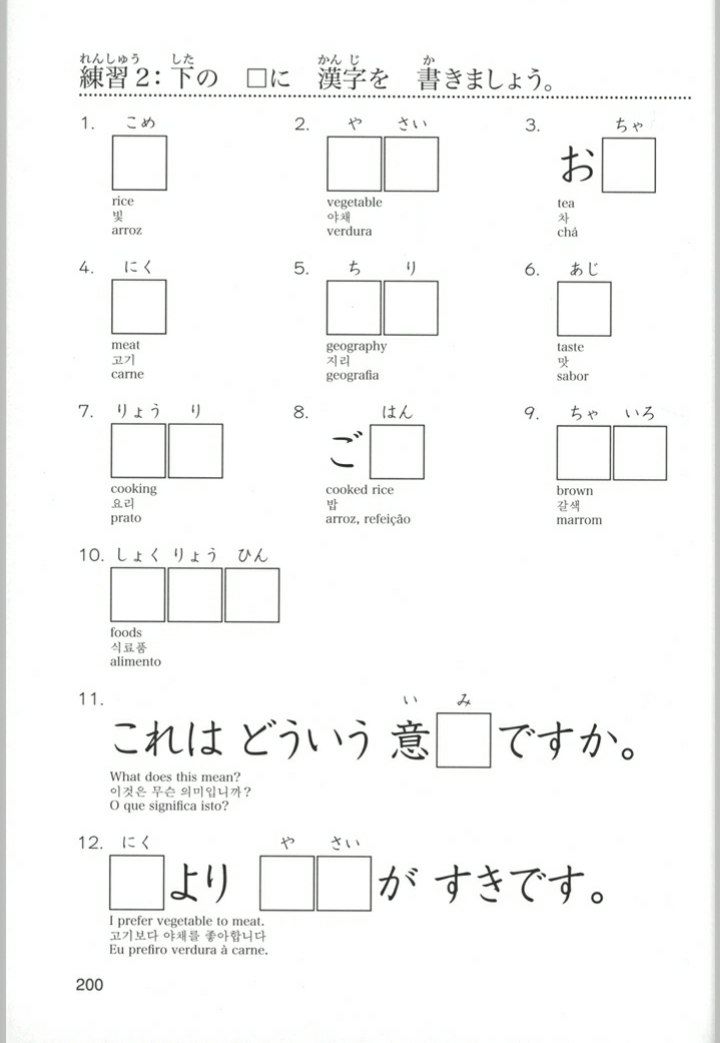 れんしゅう した かん じ か
練習2：下の □に 漢字を 書きましょう。
1. こめ
rice
빛
arroz
2. や さい
vegetable
야채
verdura
3. ちゃ
お
tea
차
chá
4. にく
meat
고기
carne
5. ち り
geography
지리
geografia
6. あじ
taste
맛
sabor
7. りょう り
cooking
요리
prato
8. はん
ご
cooked rice
밥
arroz, refeição
9. ちゃ いろ
brown
갈색
marrom
10. しょく りょう ひん
foods
식료품
alimento
11. い み
これは どういう 意□ですか。
What does this mean?
이것은 무슨 의미입니까?
O que significa isto?
12. にく や さい
□より □□が すきです。
I prefer vegetable to meat.
고기보다 야채를 좋아합니다
Eu prefiro verdura à carne.
200